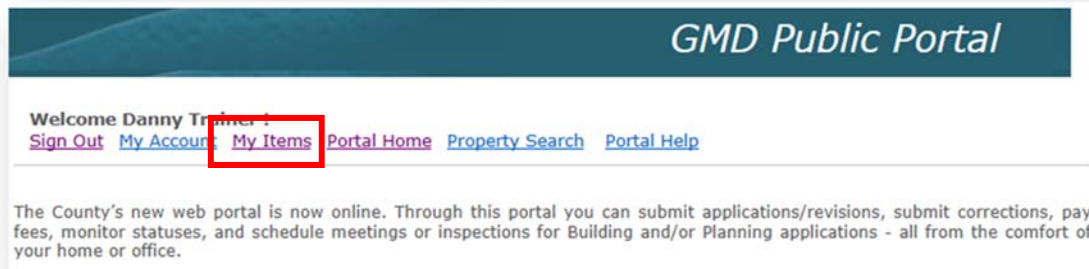 GMD Public Portal
Welcome Danny Trainer !
Sign Out My Account My Items Portal Home Property Search Portal Help
The County's new web portal is now online. Through this portal you can submit applications/revisions, submit corrections, pay
fees, monitor statuses, and schedule meetings or inspections for Building and/or Planning applications - all from the comfort of
your home or office.